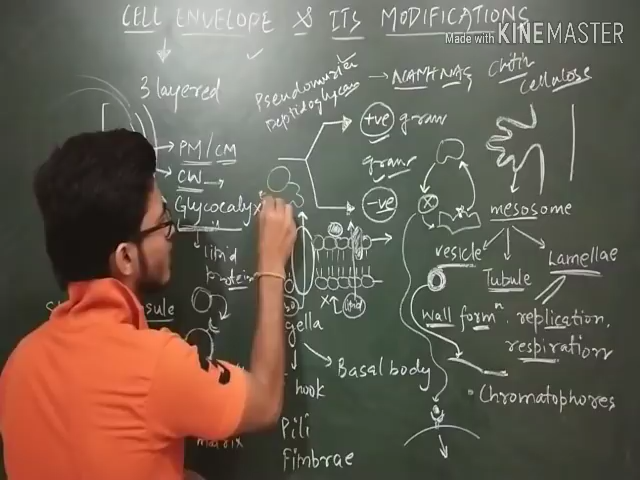 CELL ENVELOPE & ITS MODIFICATIONS
Made with KINEMASTER
3 layered
Pseudomurein
peptidoglycan
→ NAM NAG
Chitin
Cellulose
→ PM/CM
→ CW →
Glycocalyx
+ve gram
grams
-ve
lipid
protein
mesosome
vesicle
Tubule
Lamellae
wall formⁿ. replication,
respiration
X
gella
Basal body
hook
• Chromatophores
Pili
Fimbrae
matrix